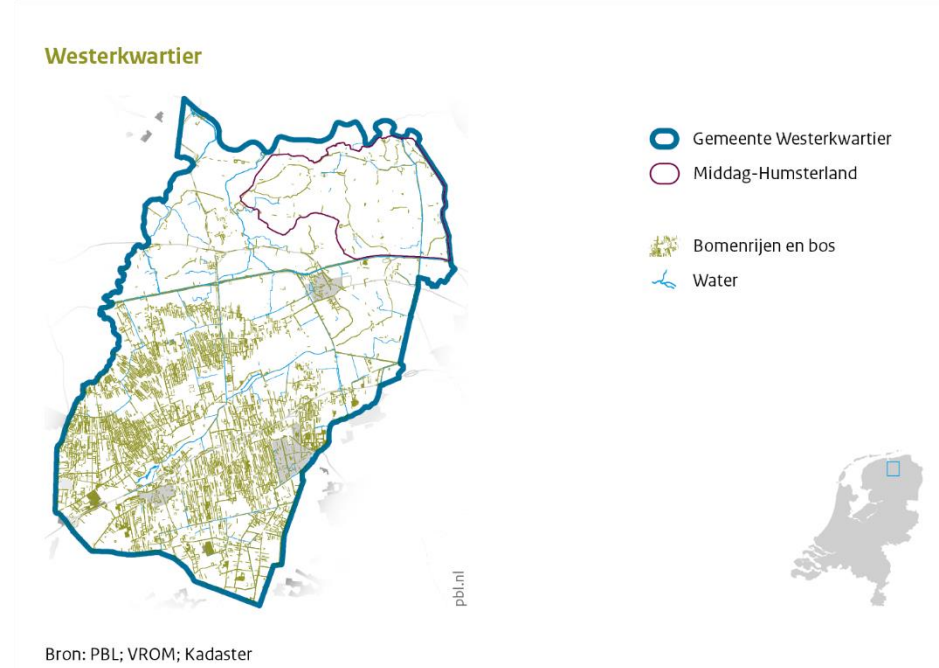 Westerkwartier
Gemeente Westerkwartier
Middag-Humsterland
Bomenrijen en bos
Water
pbl.nl
Bron: PBL; VROM; Kadaster